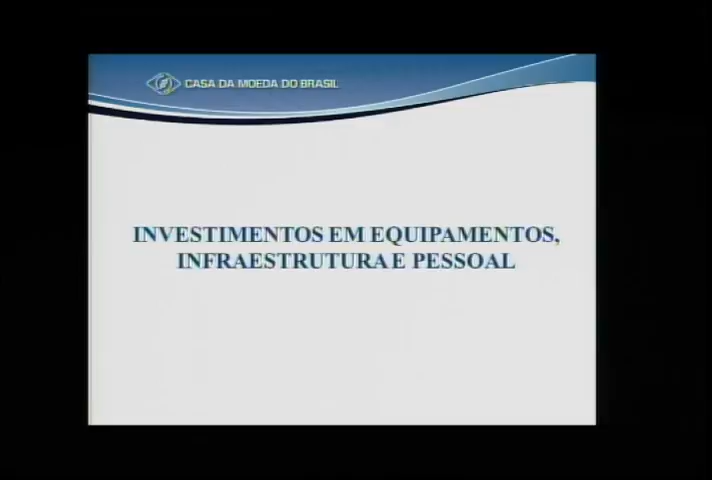 CASA DA MOEDA DO BRASIL
INVESTIMENTOS EM EQUIPAMENTOS,
INFRAESTRUTURA E PESSOAL